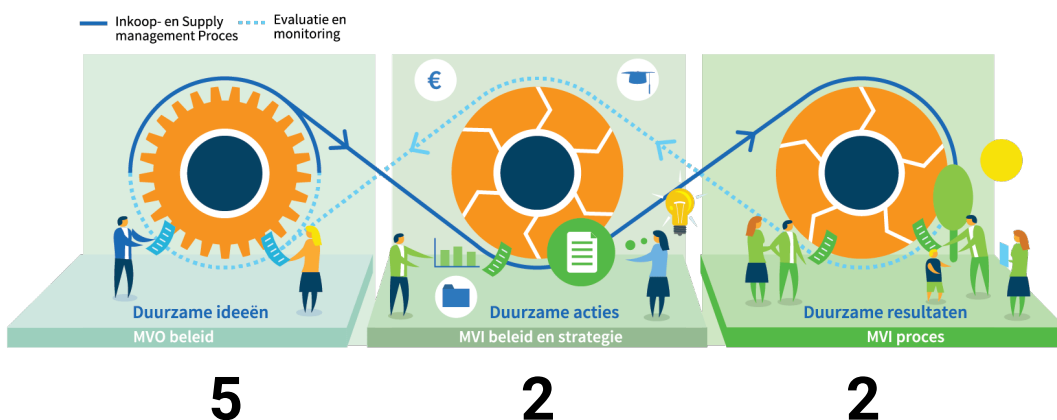 Inkoop- en Supply
management Proces
Evaluatie en
monitoring
€
Duurzame ideeën
Duurzame acties
Duurzame resultaten
MVO beleid
MVI beleid en strategie
MVI proces
5
2
2